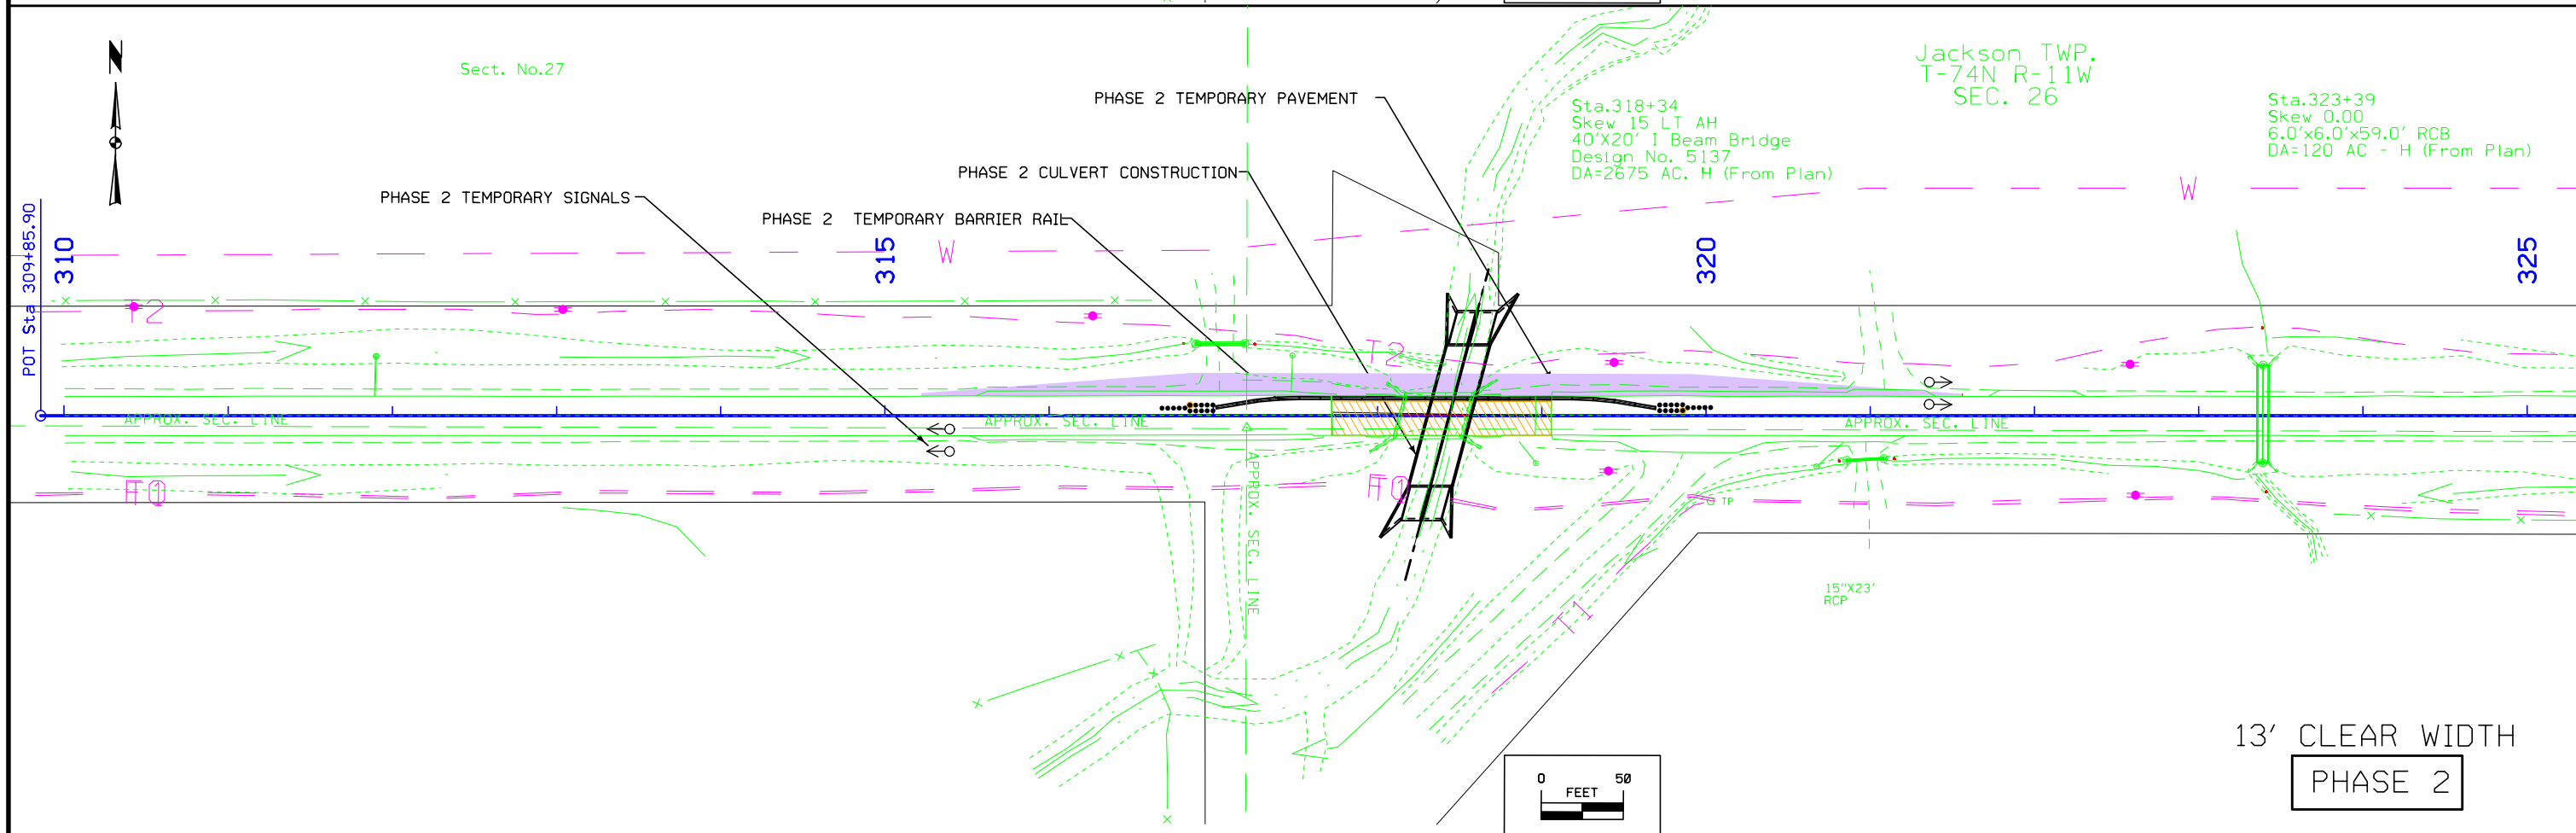 N
Sect. No.27
Jackson TWP.
T-74N R-11W
SEC. 26
PHASE 2 TEMPORARY PAVEMENT
Sta.318+34
Skew 15 LT AH
40'X20' I Beam Bridge
Design No. 5137
DA=2675 AC. H (From Plan)
Sta.323+39
Skew 0.00
6.0'x6.0'x59.0' RCB
DA=120 AC - H (From Plan)
PHASE 2 CULVERT CONSTRUCTION
PHASE 2 TEMPORARY SIGNALS
PHASE 2 TEMPORARY BARRIER RAIL
W
W
POT Sta 309+85.90
310
315
320
325
T2
T2
APPROX. SEC. LINE
APPROX. SEC. LINE
APPROX. SEC. LINE
APPROX. SEC. LINE
TP
T1
15"X23'
RCP
13' CLEAR WIDTH
PHASE 2
0 50
FEET